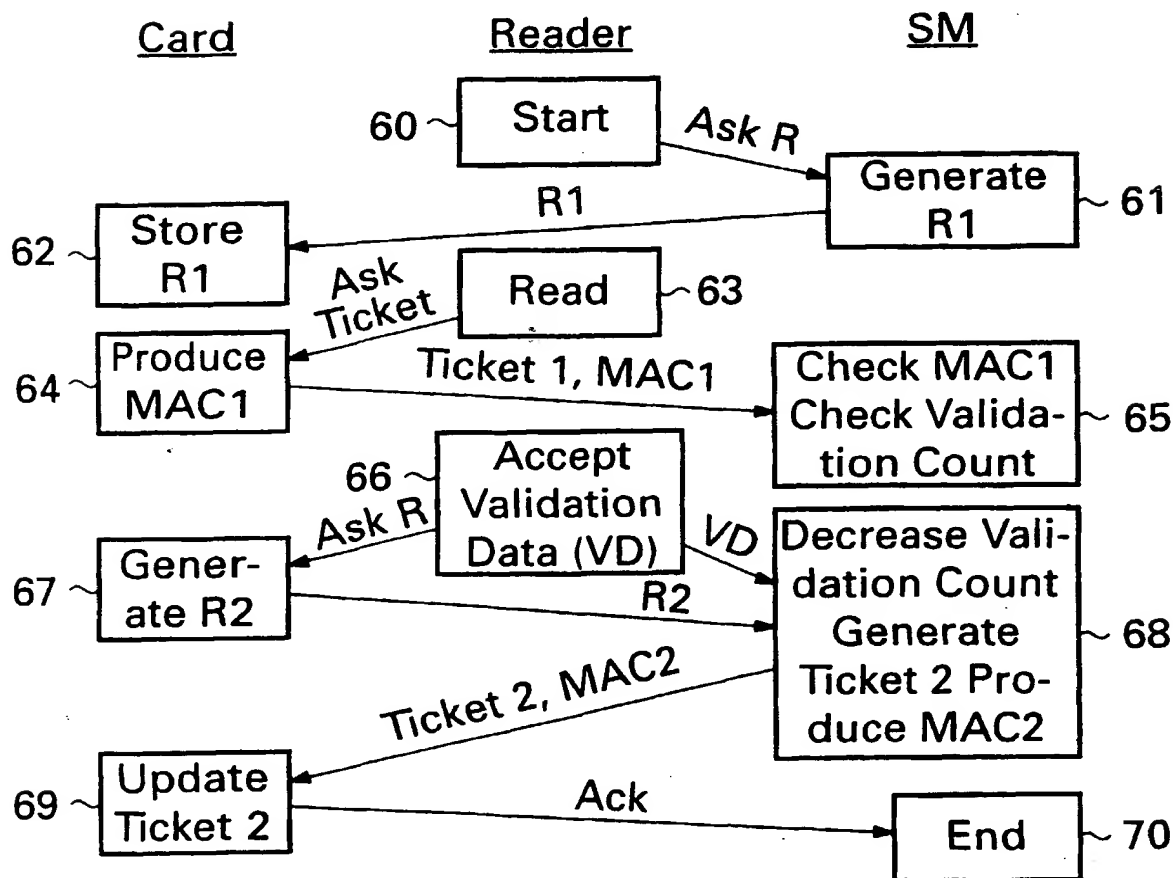 Card
Reader
SM
60
Start
Ask R
Generate
R1
61
R1
62
Store
R1
Ask
Ticket
Read
63
64
Produce
MAC1
Ticket 1, MAC1
Check MAC1
Check Valida-
tion Count
65
66
Accept
Validation
Data (VD)
Ask R
VD
67
Gener-
ate R2
R2
Decrease Vali-
dation Count
Generate
Ticket 2 Pro-
duce MAC2
68
Ticket 2, MAC2
69
Update
Ticket 2
Ack
End
70